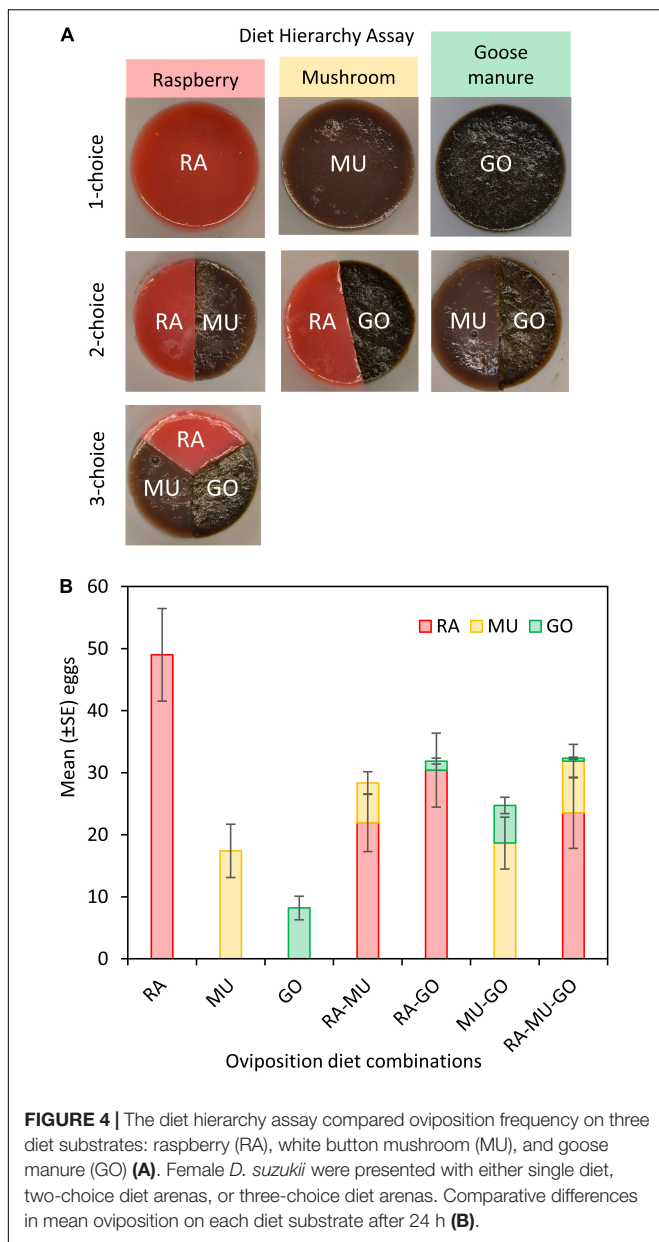 A
Diet Hierarchy Assay
Raspberry
Mushroom
Goose
manure
1-choice
RA
MU
GO
2-choice
RA MU
RA GO
MU GO
3-choice
RA
MU GO
B
Mean (±SE) eggs
60
50
40
30
20
10
0
RA MU GO
RA
MU
GO
RA-MU
RA-GO
MU-GO
RA-MU-GO
Oviposition diet combinations
FIGURE 4 | The diet hierarchy assay compared oviposition frequency on three
diet substrates: raspberry (RA), white button mushroom (MU), and goose
manure (GO) (A). Female D. suzukii were presented with either single diet,
two-choice diet arenas, or three-choice diet arenas. Comparative differences
in mean oviposition on each diet substrate after 24 h (B).